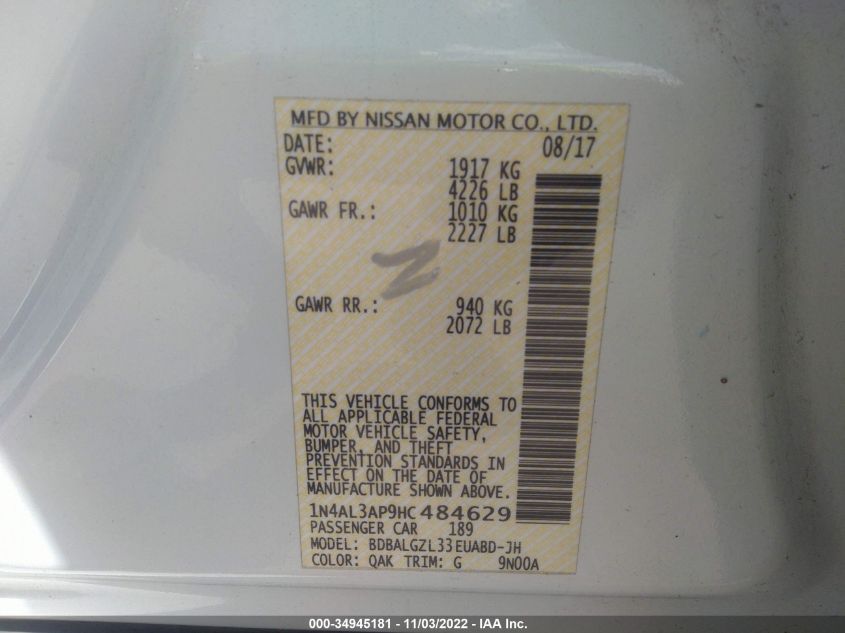 MFD BY NISSAN MOTOR CO., LTD.
DATE: 08/17
GVWR: 1917 KG
4226 LB
GAWR FR.: 1010 KG
2227 LB
Z
GAWR RR.: 940 KG
2072 LB
THIS VEHICLE CONFORMS TO
ALL APPLICABLE FEDERAL
MOTOR VEHICLE SAFETY,
BUMPER, AND THEFT
PREVENTION STANDARDS IN
EFFECT ON THE DATE OF
MANUFACTURE SHOWN ABOVE.
1N4AL3AP9HC484629
PASSENGER CAR 189
MODEL: BDBALGZL33EUABD-JH
COLOR: QAK TRIM: G 9N00A
000-34945181 - 11/03/2022 - IAA Inc.